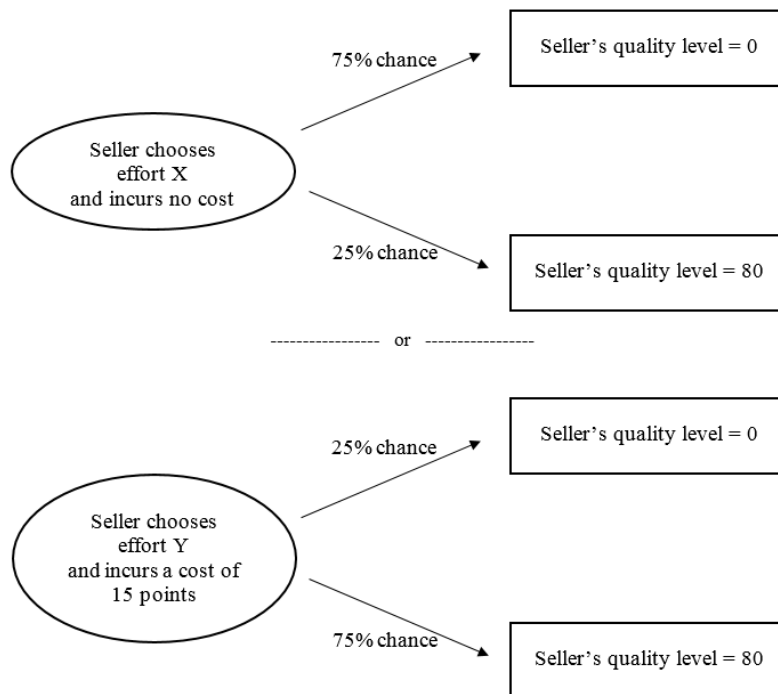 75% chance
Seller's quality level = 0
Seller chooses
effort X
and incurs no cost
25% chance
Seller's quality level = 80
------------------ or ------------------
25% chance
Seller's quality level = 0
Seller chooses
effort Y
and incurs a cost of
15 points
75% chance
Seller's quality level = 80